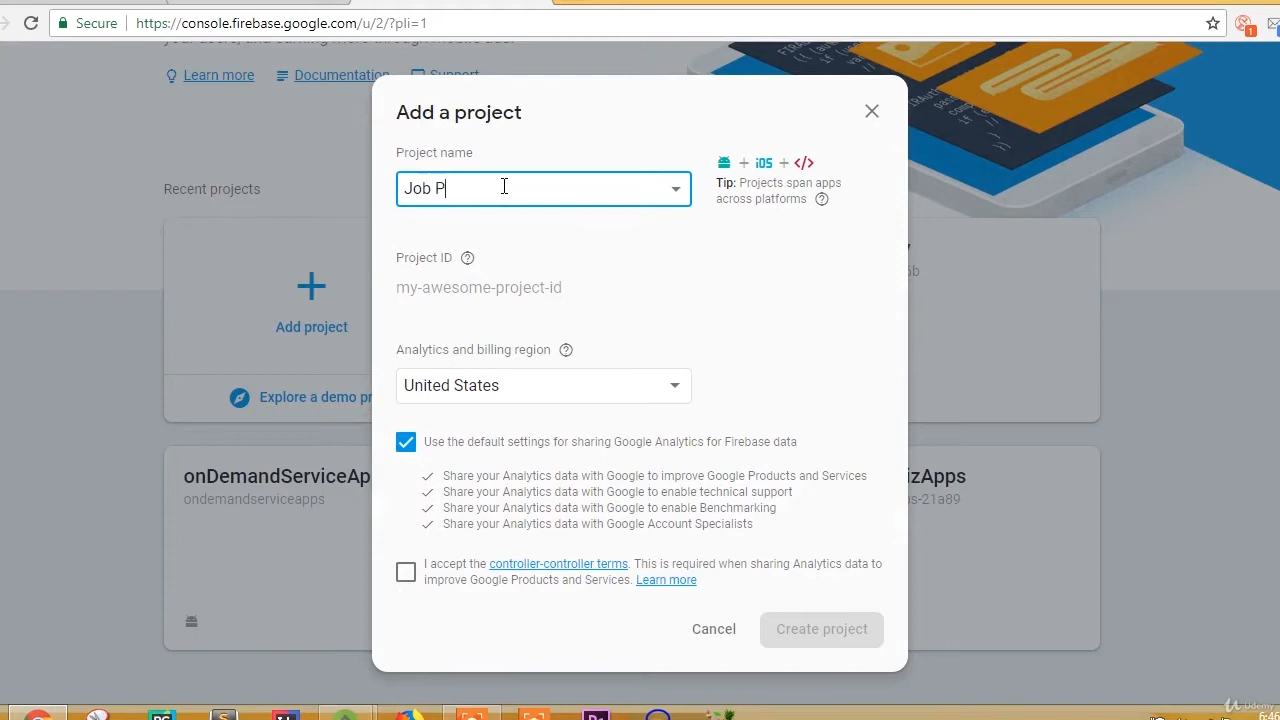 Secure
https://console.firebase.google.com/u/2/?pli=1
1
Learn more
Documentation
Support
Add a project
Project name
Job P
+ iOS + </>
Tip: Projects span apps
across platforms
Recent projects
Project ID
my-awesome-project-id
Add project
Analytics and billing region
United States
Explore a demo pr
Use the default settings for sharing Google Analytics for Firebase data
Share your Analytics data with Google to improve Google Products and Services
Share your Analytics data with Google to enable technical support
Share your Analytics data with Google to enable Benchmarking
Share your Analytics data with Google Account Specialists
onDemandServiceAp
ondemandserviceapps
izApps
s-21a89
I accept the controller-controller terms. This is required when sharing Analytics data to
improve Google Products and Services. Learn more
Cancel
Create project
Udemy